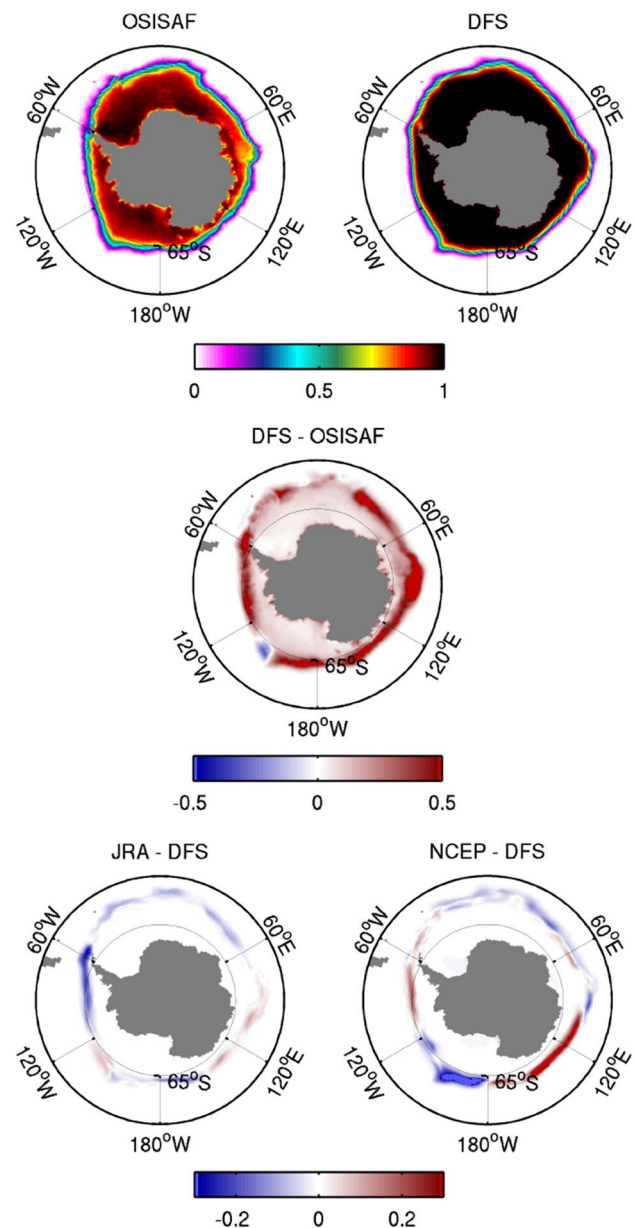 OSISAF
DFS
60°W
60°E
120°W
120°E
65°S
180°W
60°W
60°E
120°W
120°E
65°S
180°W
0 0.5 1
DFS - OSISAF
60°W
60°E
120°W
120°E
65°S
180°W
-0.5 0 0.5
JRA - DFS
NCEP - DFS
60°W
60°E
120°W
120°E
65°S
180°W
60°W
60°E
120°W
120°E
65°S
180°W
-0.2 0 0.2